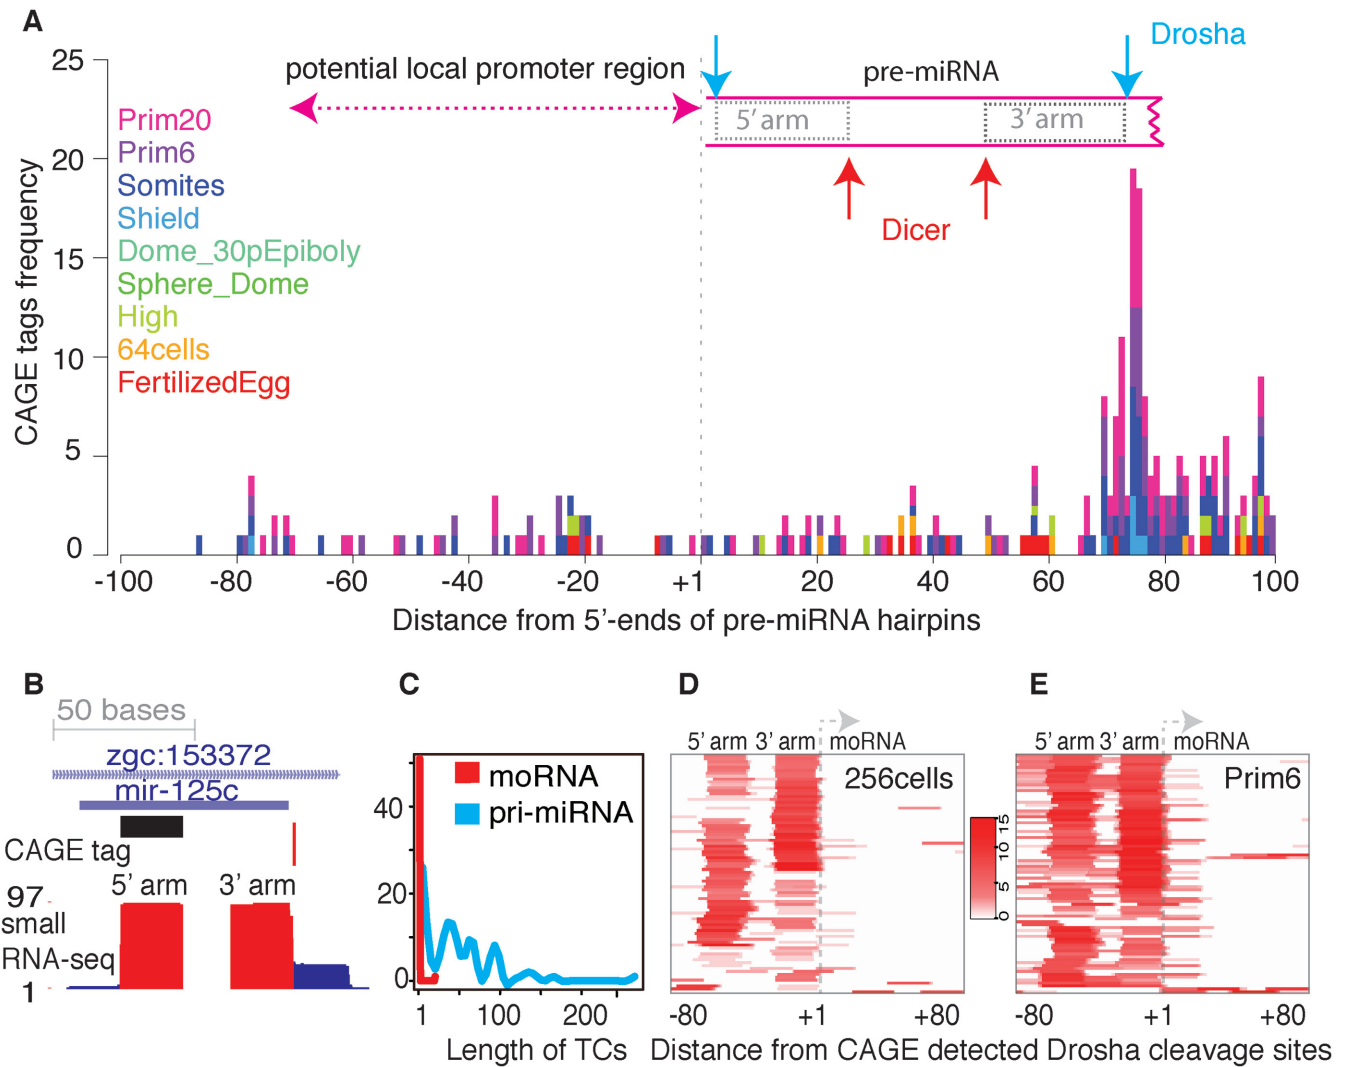 A
Drosha
25
potential local promoter region
pre-miRNA
5’ arm
3’ arm
Prim20
Prim6
20
Somites
Shield
Dicer
Dome_30pEpiboly
15
Sphere_Dome
High
64cells
10
FertilizedEgg
5
0
CAGE tags frequency
-100 -80 -60 -40 -20 +1 20 40 60 80 100
Distance from 5’-ends of pre-miRNA hairpins
B
50 bases
zgc:153372
mir-125c
CAGE tag
5’ arm 3’ arm
97
small
RNA-seq
1
C
moRNA
pri-miRNA
40
20
0
1 100 200
Length of TCs
D
5’ arm 3’ arm moRNA
256cells
15
10
5
0
-80 +1 +80
E
5’ arm 3’ arm moRNA
Prim6
-80 +1 +80
Distance from CAGE detected Drosha cleavage sites